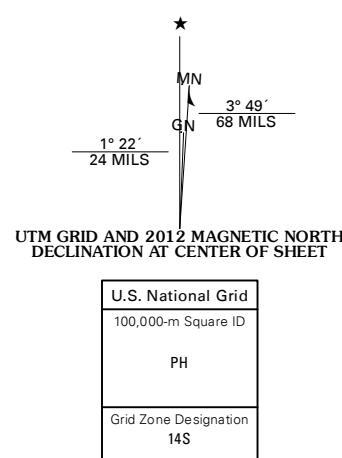 ★
MN
3° 49´
68 MILS
GN
1° 22´
24 MILS
UTM GRID AND 2012 MAGNETIC NORTH
DECLINATION AT CENTER OF SHEET
U.S. National Grid
100,000-m Square ID
PH
Grid Zone Designation
14S